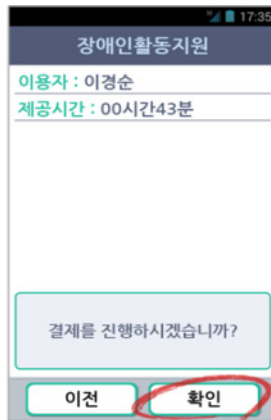 17:35
장애인활동지원
이용자 : 이경순
제공시간 : 00시간43분
결제를 진행하시겠습니까?
이전
확인